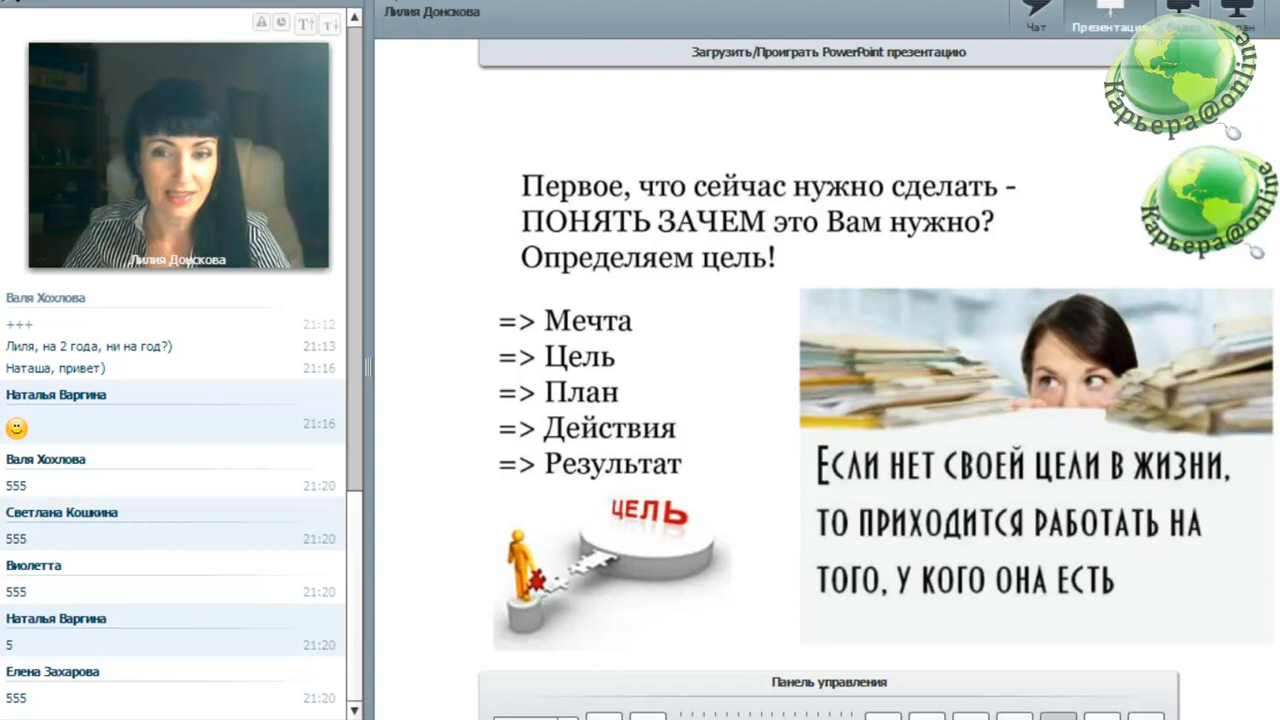 Лилия Донскова
Валя Хохлова
+++ 21:12
Лиля, на 2 года, ни на год?) 21:13
Наташа, привет) 21:16
Наталья Варгина
21:16
Валя Хохлова
555 21:20
Светлана Кошкина
555 21:20
Виолетта
555 21:20
Наталья Варгина
5 21:20
Елена Захарова
555 21:20
Лилия Донскова
Чат
Презентация
Загрузить/Проиграть PowerPoint презентацию
Карьера@online
Карьера@online
Первое, что сейчас нужно сделать -
ПОНЯТЬ ЗАЧЕМ это Вам нужно?
Определяем цель!
=> Мечта
=> Цель
=> План
=> Действия
=> Результат
ЦЕЛЬ
Если нет своей цели в жизни,
то приходится работать на
того, у кого она есть
Панель управления